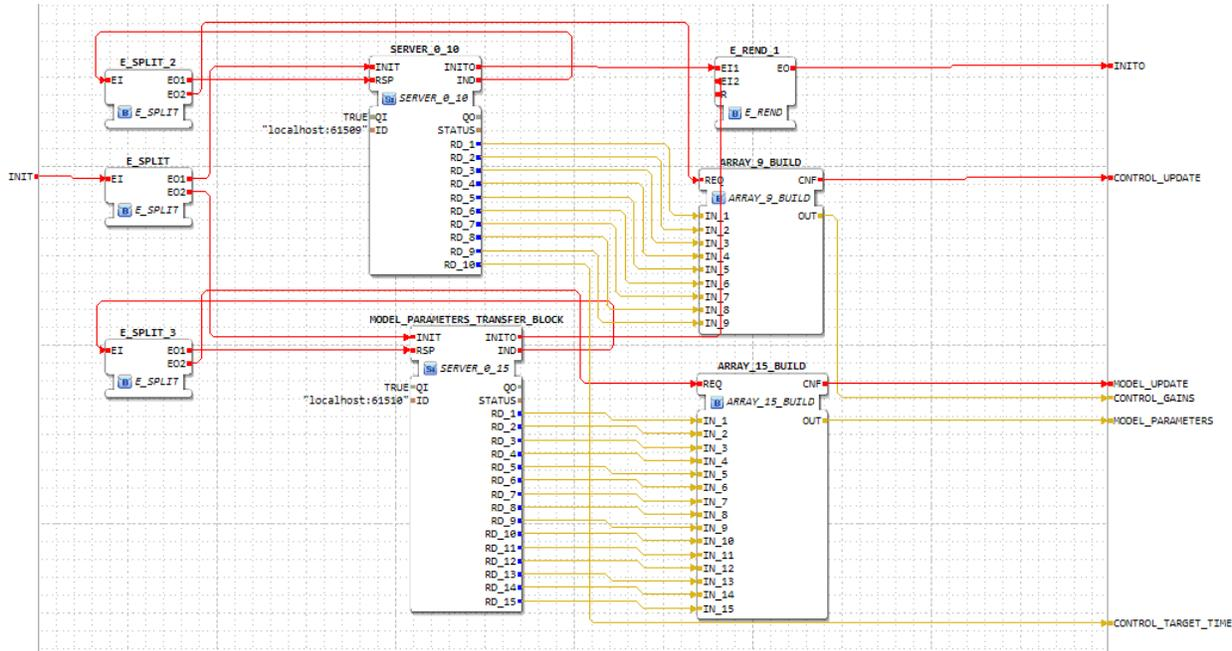 E_SPLIT_2
EI EO1
EO2
E_SPLIT
SERVER_0_10
INIT INITO
RSP IND
SERVER_0_10
TRUE QI QO
"localhost:61509" ID STATUS
RD_1
RD_2
RD_3
RD_4
RD_5
RD_6
RD_7
RD_8
RD_9
RD_10
E_REND_1
EI1 EO
EI2
R
E_REND
INITO
INIT
E_SPLIT
EI EO1
EO2
E_SPLIT
ARRAY_9_BUILD
REQ CNF
ARRAY_9_BUILD
IN_1 OUT
IN_2
IN_3
IN_4
IN_5
IN_6
IN_7
IN_8
IN_9
CONTROL_UPDATE
E_SPLIT_3
EI EO1
EO2
E_SPLIT
MODEL_PARAMETERS_TRANSFER_BLOCK
INIT INITO
RSP IND
SERVER_0_15
TRUE QI QO
"localhost:61510" ID STATUS
RD_1
RD_2
RD_3
RD_4
RD_5
RD_6
RD_7
RD_8
RD_9
RD_10
RD_11
RD_12
RD_13
RD_14
RD_15
ARRAY_15_BUILD
REQ CNF
ARRAY_15_BUILD
IN_1 OUT
IN_2
IN_3
IN_4
IN_5
IN_6
IN_7
IN_8
IN_9
IN_10
IN_11
IN_12
IN_13
IN_14
IN_15
MODEL_UPDATE
CONTROL_GAINS
MODEL_PARAMETERS
CONTROL_TARGET_TIME